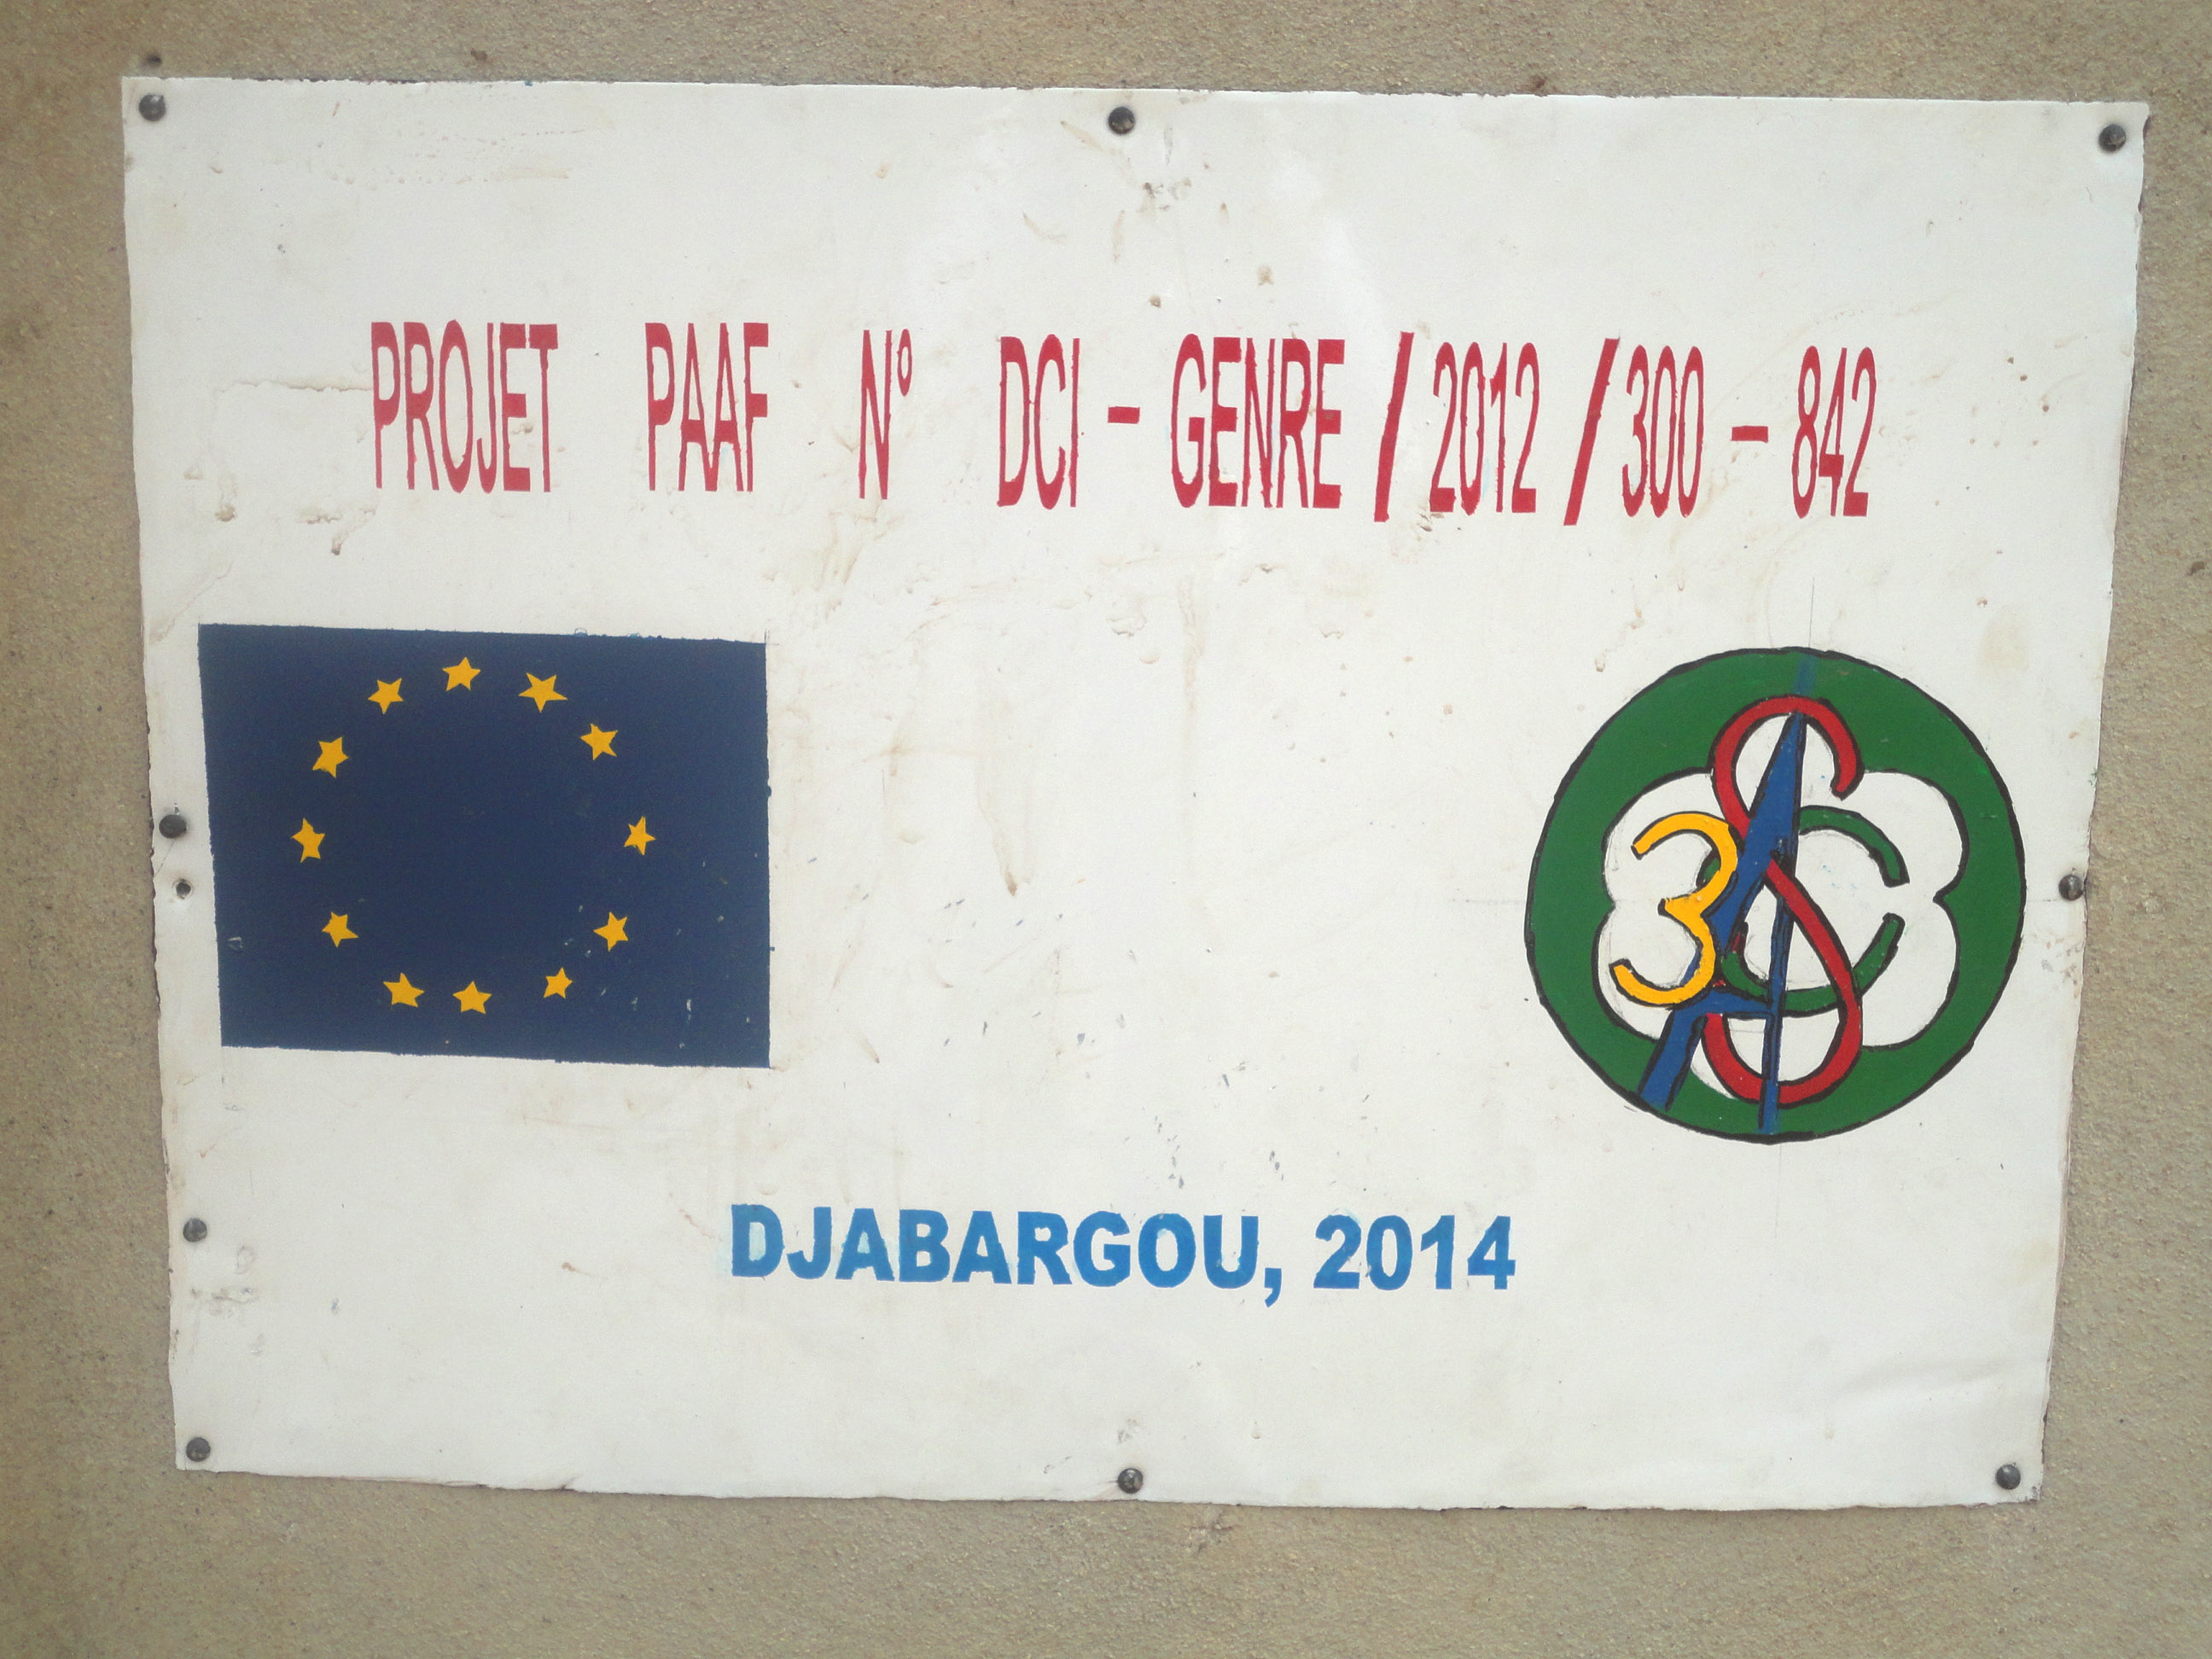 PROJET PAAF N° DCI - GENRE / 2012 / 300 - 842
DJABARGOU, 2014